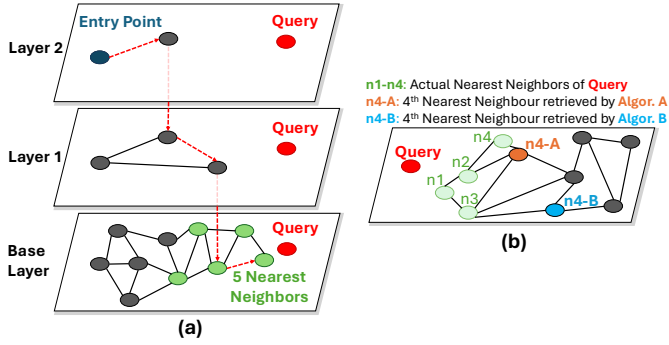 Layer 2
Entry Point
Query
Layer 1
Query
Base
Layer
Query
5 Nearest
Neighbors
(a)
n1-n4: Actual Nearest Neighbors of Query
n4-A: 4th Nearest Neighbour retrieved by Algor. A
n4-B: 4th Nearest Neighbour retrieved by Algor. B
Query
n4
n4-A
n2
n1
n3
n4-B
(b)